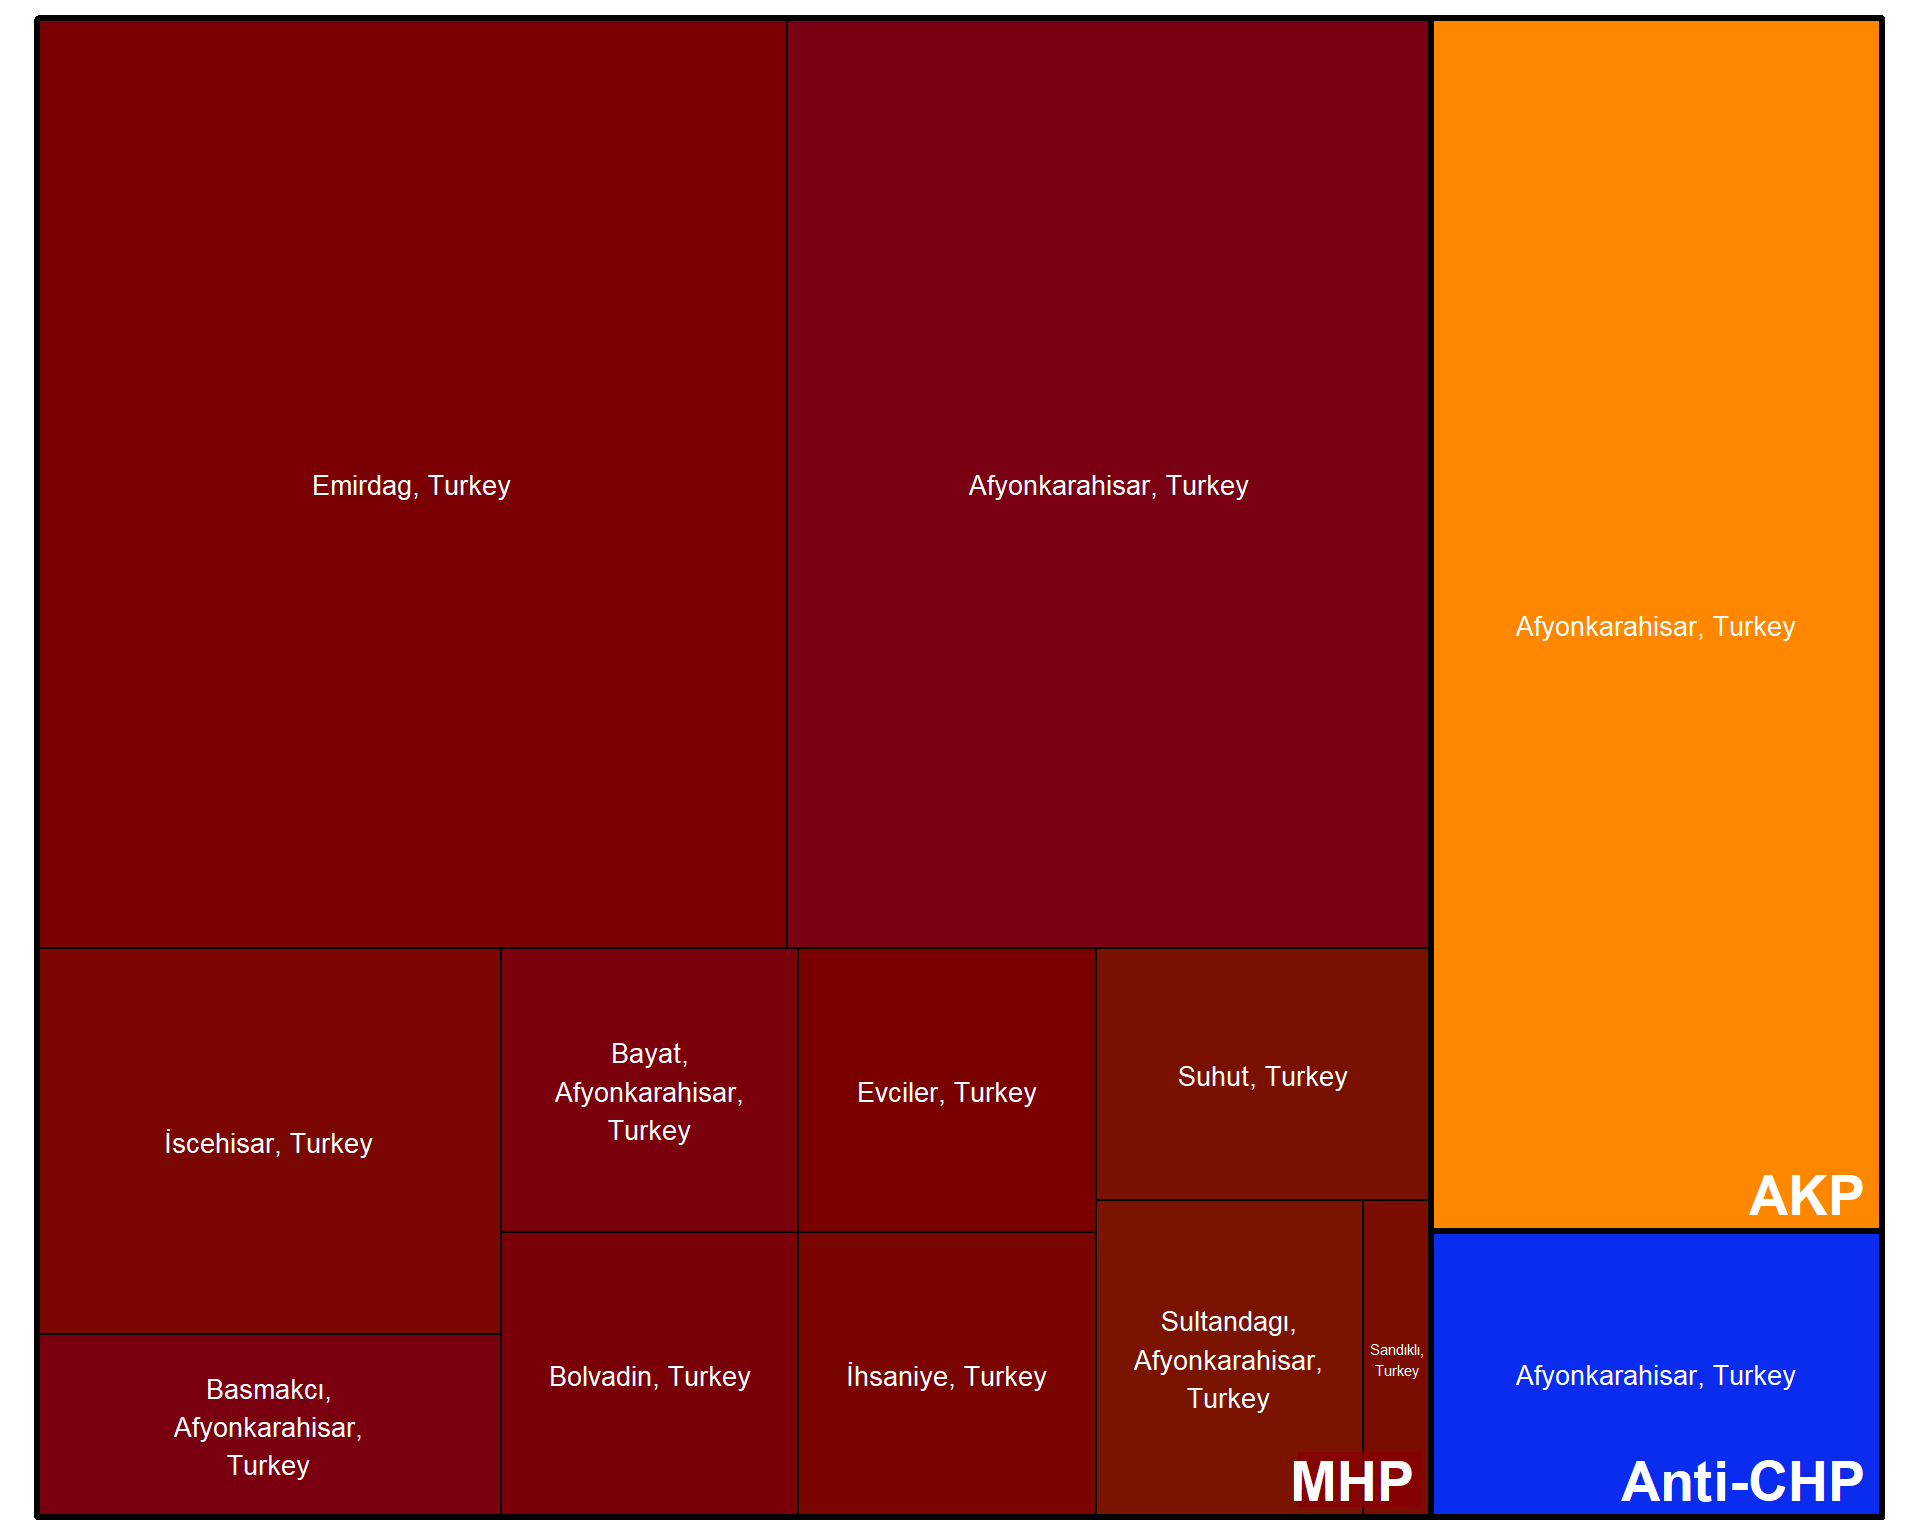 Emirdag, Turkey
Afyonkarahisar, Turkey
Afyonkarahisar, Turkey
AKP
İscehisar, Turkey
Bayat,
Afyonkarahisar,
Turkey
Evciler, Turkey
Suhut, Turkey
Basmakcı,
Afyonkarahisar,
Turkey
Bolvadin, Turkey
İhsaniye, Turkey
Sultandagı,
Afyonkarahisar,
Turkey
Sandıklı,
Turkey
MHP
Afyonkarahisar, Turkey
Anti-CHP